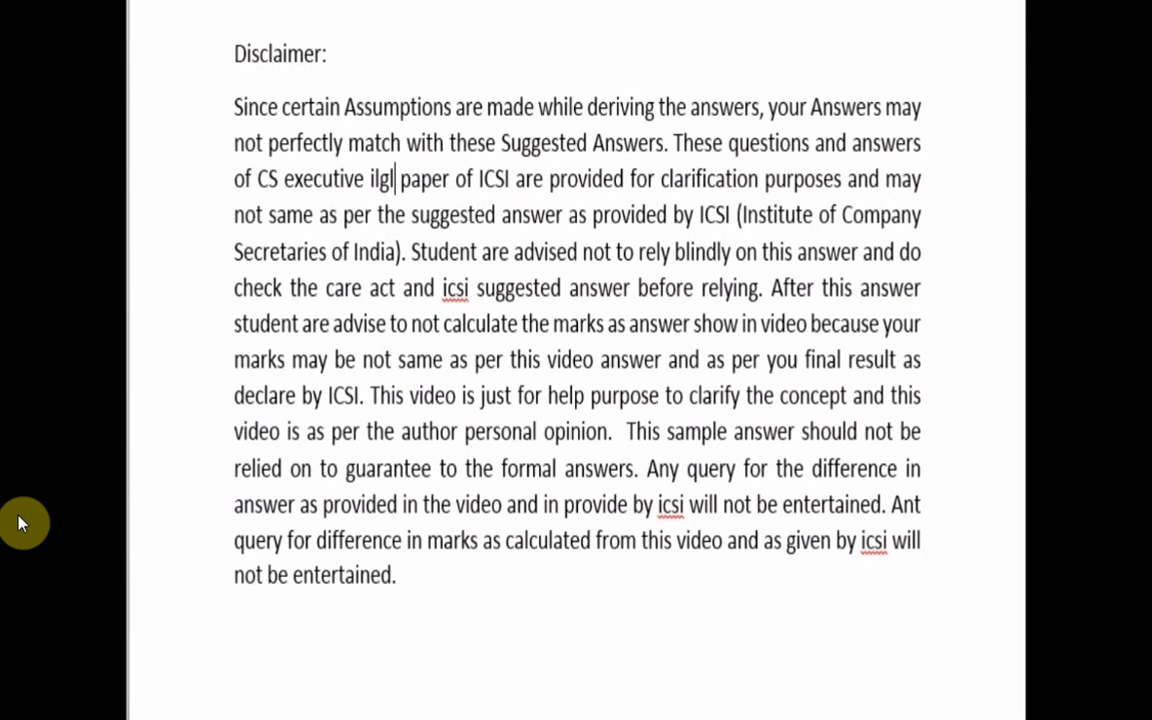 Disclaimer:
Since certain Assumptions are made while deriving the answers, your Answers may
not perfectly match with these Suggested Answers. These questions and answers
of CS executive ilgl paper of ICSI are provided for clarification purposes and may
not same as per the suggested answer as provided by ICSI (Institute of Company
Secretaries of India). Student are advised not to rely blindly on this answer and do
check the care act and icsi suggested answer before relying. After this answer
student are advise to not calculate the marks as answer show in video because your
marks may be not same as per this video answer and as per you final result as
declare by ICSI. This video is just for help purpose to clarify the concept and this
video is as per the author personal opinion. This sample answer should not be
relied on to guarantee to the formal answers. Any query for the difference in
answer as provided in the video and in provide by icsi will not be entertained. Ant
query for difference in marks as calculated from this video and as given by icsi will
not be entertained.